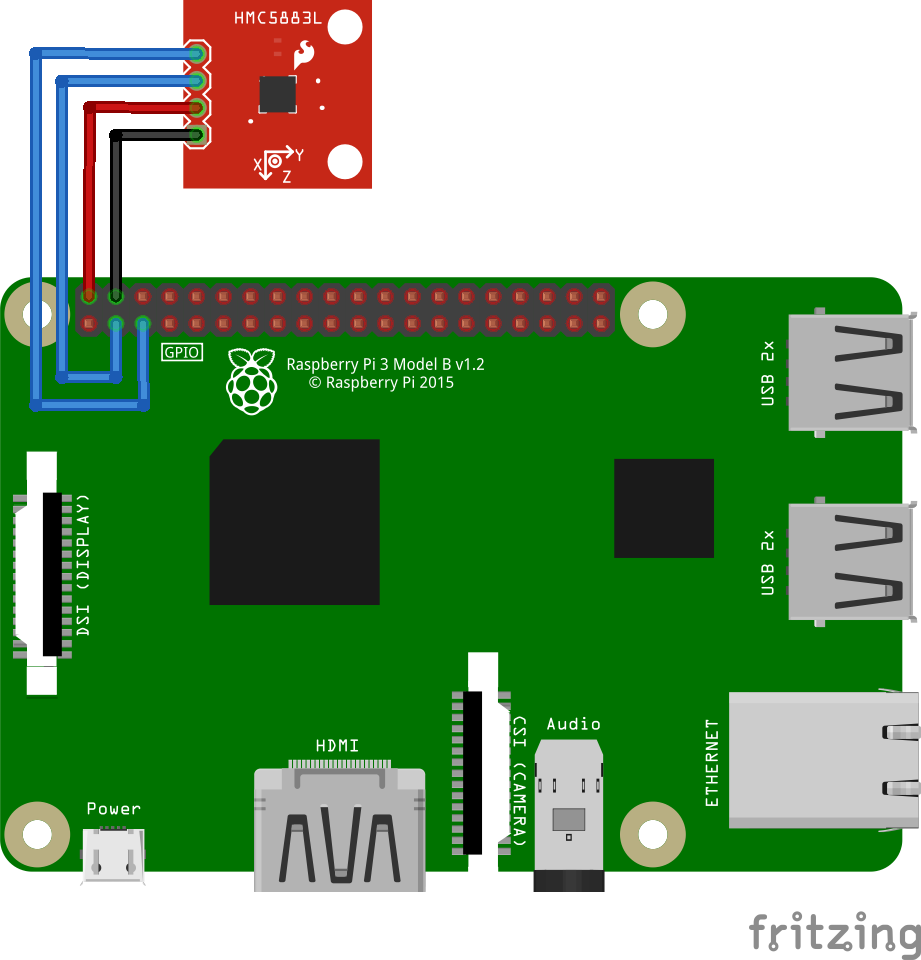 HMC5883L
X
Y
Z
GPIO
Raspberry Pi 3 Model B v1.2
© Raspberry Pi 2015
USB 2x
DSI (DISPLAY)
USB 2x
CSI (CAMERA)
Audio
ETHERNET
HDMI
Power
fritzing